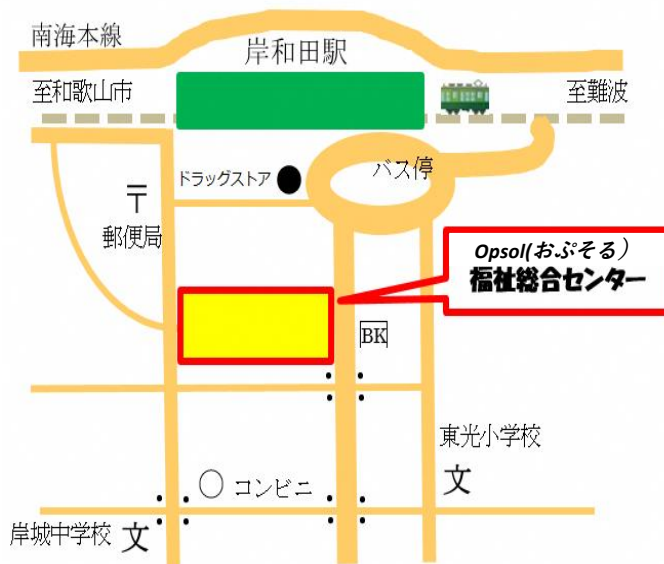 南海本線
岸和田駅
至和歌山市
至難波
ドラッグストア
バス停
〒
郵便局
Opsol(おぷそる)
福祉総合センター
BK
東光小学校
文
コンビニ
岸城中学校
文